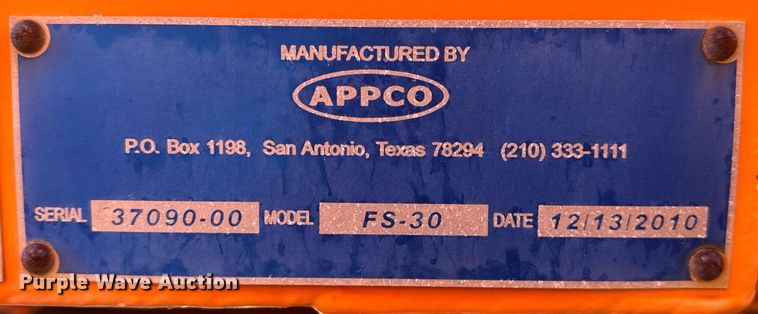 MANUFACTURED BY
APPCO
P.O. Box 1198, San Antonio, Texas 78294 (210) 333-1111
SERIAL 37090-00 MODEL FS-30 DATE 12/13/2010
Purple Wave Auction